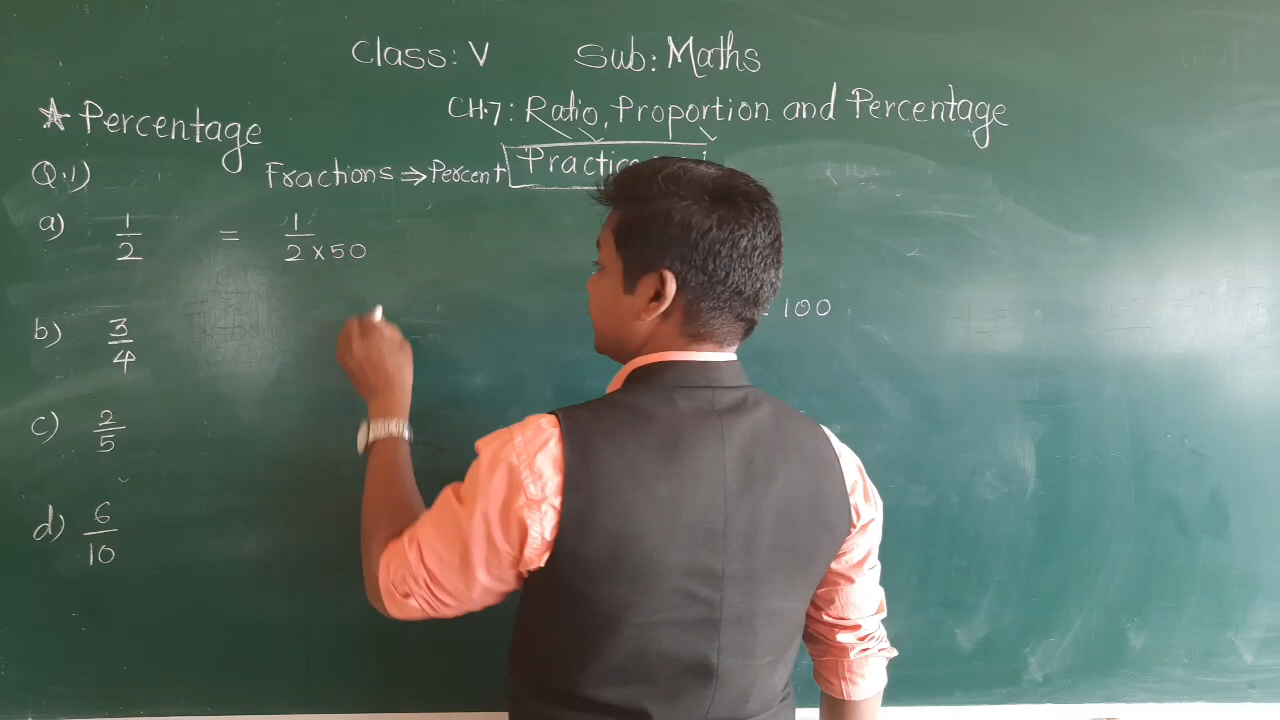 Class: V Sub: Maths
CH.7: Ratio, Proportion and Percentage
★ Percentage
Q.1) Fractions ⇒ Percent
a) 1/2 = 1/2×50
b) 3/4
100
c) 2/5
d) 6/10